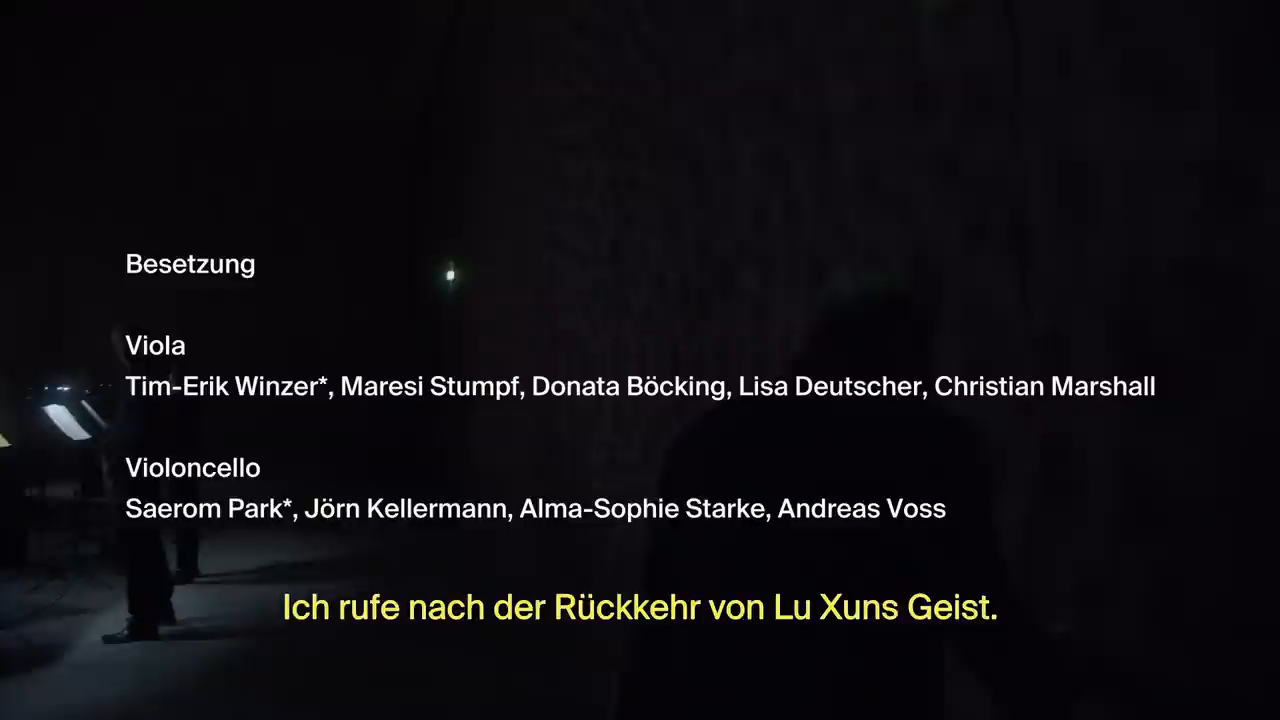 Besetzung
Viola
Tim-Erik Winzer*, Maresi Stumpf, Donata Böcking, Lisa Deutscher, Christian Marshall
Violoncello
Saerom Park*, Jörn Kellermann, Alma-Sophie Starke, Andreas Voss
Ich rufe nach der Rückkehr von Lu Xuns Geist.